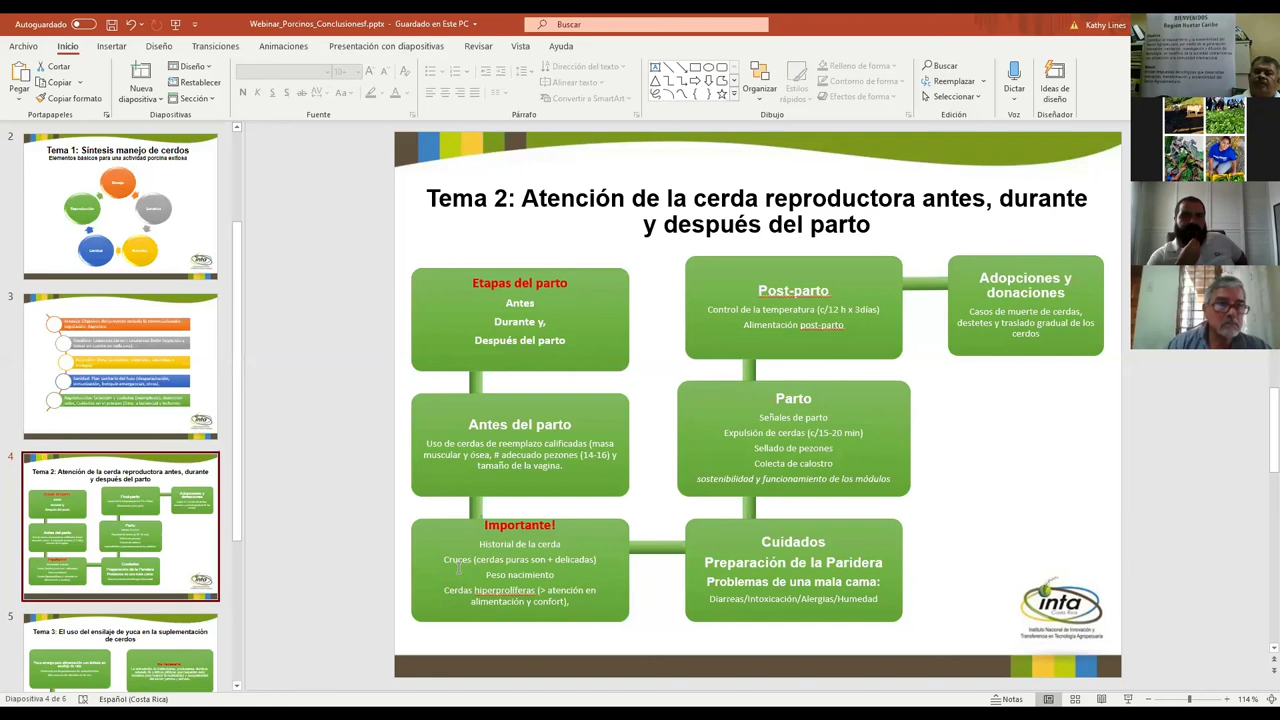 Autoguardado
Webinar_Porcinos_Conclusionesf.pptx - Guardado en Este PC
Buscar
Kathy Lines
Archivo
Inicio
Insertar
Diseño
Transiciones
Animaciones
Presentación con diapositivas
Revisar
Vista
Ayuda
Pegar
Cortar
Copiar
Copiar formato
Portapapeles
Nueva
diapositiva
Diseño
Restablecer
Sección
Diapositivas
N
Fuente
Dirección del texto
Alinear texto
Convertir a SmartArt
Párrafo
Organizar
Estilos
rápidos
Relleno de forma
Contorno de forma
Efectos de forma
Dibujo
Buscar
Reemplazar
Seleccionar
Edición
Dictar
Voz
Ideas de
diseño
Diseñador
BIENVENIDOS
Región Huetar Caribe
2
Tema 1: Síntesis manejo de cerdos
Elementos básicos para una actividad porcina exitosa
Reproducción
3
4
Tema 2: Atención de la cerda reproductora antes, durante
y después del parto
5
Tema 3: El uso del ensilaje de yuca en la suplementación
de cerdos
Tema 2: Atención de la cerda reproductora antes, durante
y después del parto
Etapas del parto
Antes
Durante y,
Después del parto
Antes del parto
Uso de cerdas de reemplazo calificadas (masa
muscular y ósea, # adecuado pezones (14-16) y
tamaño de la vagina.
Importante!
Historial de la cerda
Cruces (cerdas puras son + delicadas)
Peso nacimiento
Cerdas hiperprolíferas (> atención en
alimentación y confort),
Cuidados
Preparación de la Paridera
Problemas de una mala cama:
Diarreas/Intoxicación/Alergias/Humedad
Parto
Señales de parto
Expulsión de cerdas (c/15-20 min)
Sellado de pezones
Colecta de calostro
sostenibilidad y funcionamiento de los módulos
Post-parto
Control de la temperatura (c/12 h x 3días)
Alimentación post-parto
Adopciones y
donaciones
Casos de muerte de cerdas,
destetes y traslado gradual de los
cerdos
inta
COSTA RICA
Instituto Nacional de Innovación y
Transferencia en Tecnología Agropecuaria
Diapositiva 4 de 6
Español (Costa Rica)
Notas
114 %